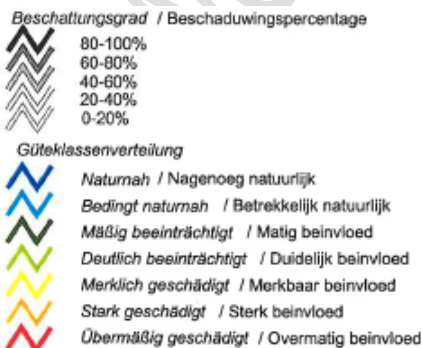 Beschattungsgrad / Beschaduwingspercentage
80-100%
60-80%
40-60%
20-40%
0-20%
Güteklassenverteilung
Naturnah / Nagenoeg natuurlijk
Bedingt naturnah / Betrekkelijk natuurlijk
Mäßig beeinträchtigt / Matig beinvloed
Deutlich beeinträchtigt / Duidelijk beinvloed
Merklich geschädigt / Merkbaar beinvloed
Stark geschädigt / Sterk beinvloed
Übermäßig geschädigt / Overmatig beinvloed